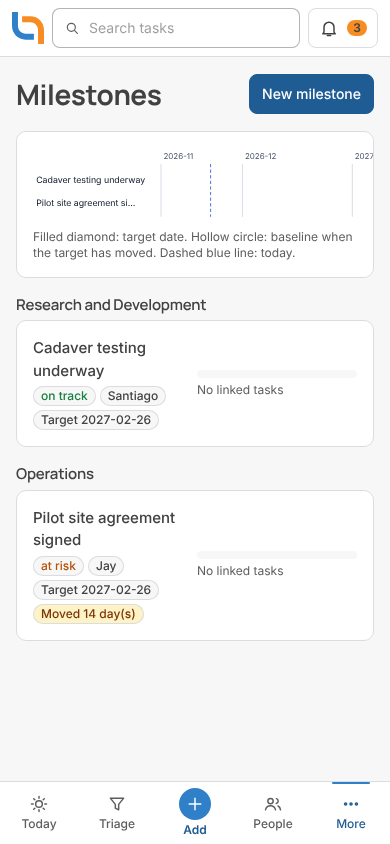 Search tasks
3
Milestones
New milestone
2026-11
2026-12
2027
Cadaver testing underway
Pilot site agreement si...
Filled diamond: target date. Hollow circle: baseline when
the target has moved. Dashed blue line: today.
Research and Development
Cadaver testing
underway
on track
Santiago
Target 2027-02-26
No linked tasks
Operations
Pilot site agreement
signed
at risk
Jay
Target 2027-02-26
Moved 14 day(s)
No linked tasks
Today
Triage
Add
People
More